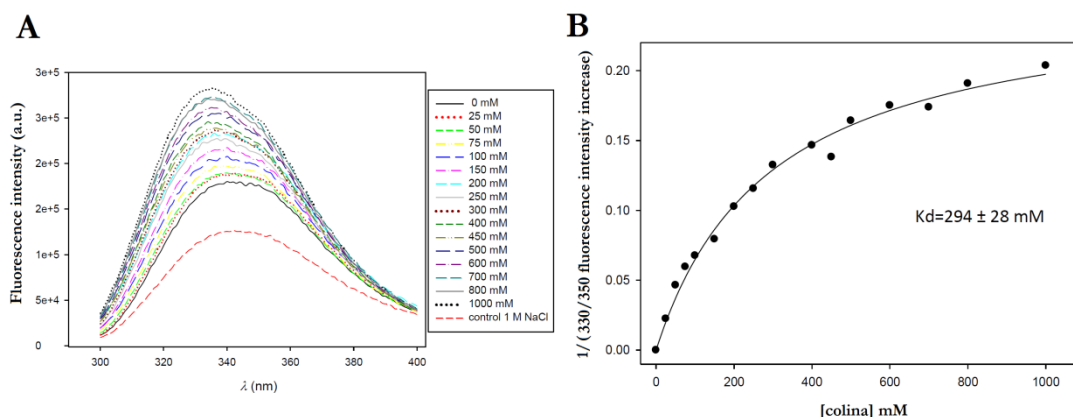 A
Fluorescence intensity (a.u.)
3e+5
3e+5
2e+5
2e+5
1e+5
5e+4
0
300
320
340
360
380
400
λ (nm)
0 mM
25 mM
50 mM
75 mM
100 mM
150 mM
200 mM
250 mM
300 mM
400 mM
450 mM
500 mM
600 mM
700 mM
800 mM
1000 mM
control 1 M NaCl
B
1/(330/350 fluorescence intensity increase)
0.20
0.15
0.10
0.05
0.00
0
200
400
600
800
1000
[colina] mM
Kd=294 ± 28 mM